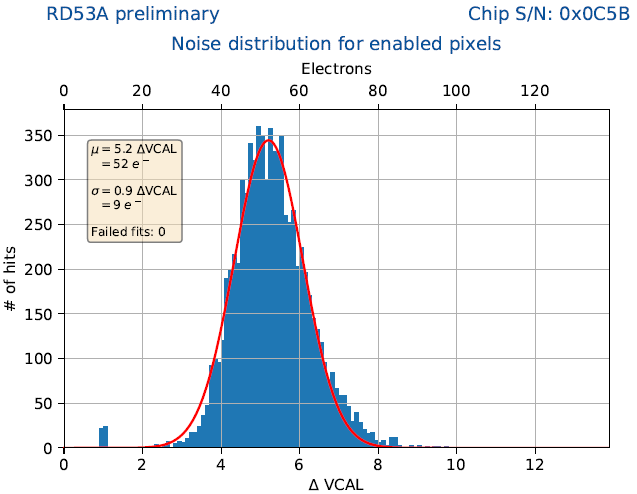 RD53A preliminary Chip S/N: 0x0C5B
Noise distribution for enabled pixels
Electrons
0 20 40 60 80 100 120
350
300
250
200
150
100
50
0
# of hits
μ = 5.2 ΔVCAL
= 52 e⁻
σ = 0.9 ΔVCAL
= 9 e⁻
Failed fits: 0
0 2 4 6 8 10 12
Δ VCAL